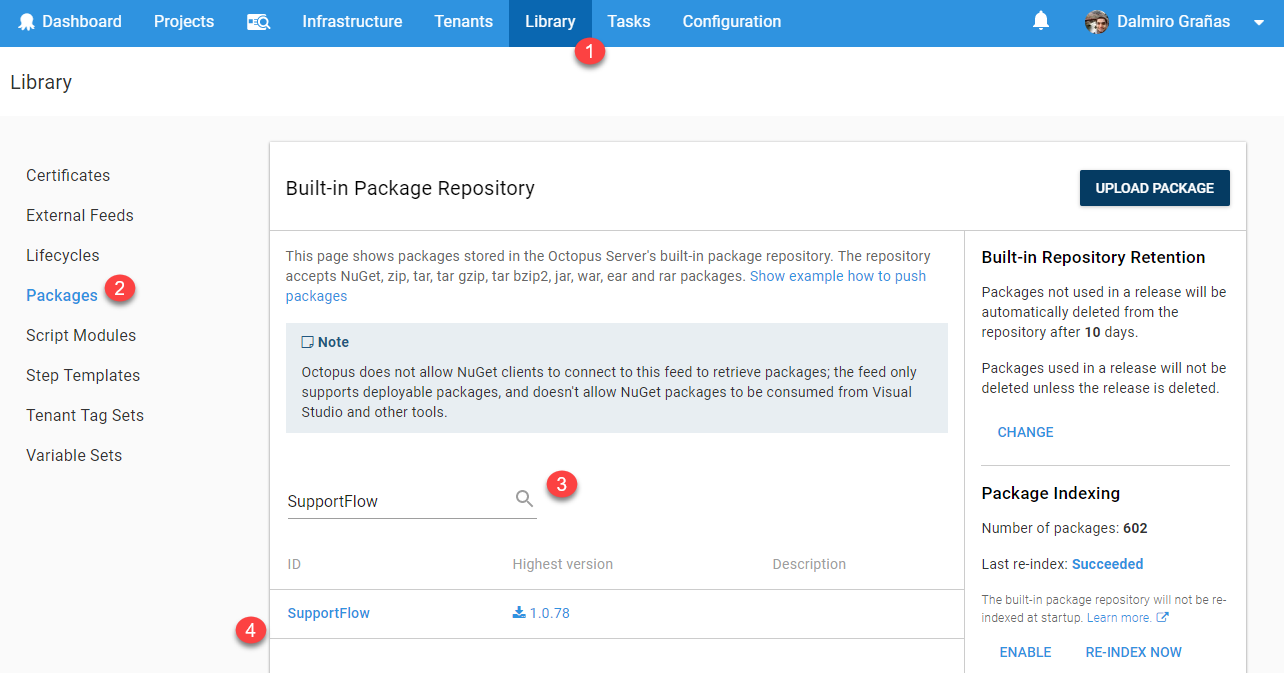 Dashboard Projects Infrastructure Tenants Library Tasks Configuration Dalmiro Grañas
1
Library
Certificates
External Feeds
Lifecycles
Packages 2
Script Modules
Step Templates
Tenant Tag Sets
Variable Sets
Built-in Package Repository
UPLOAD PACKAGE
This page shows packages stored in the Octopus Server's built-in package repository. The repository
accepts NuGet, zip, tar, tar gzip, tar bzip2, jar, war, ear and rar packages. Show example how to push
packages
Note
Octopus does not allow NuGet clients to connect to this feed to retrieve packages; the feed only
supports deployable packages, and doesn't allow NuGet packages to be consumed from Visual
Studio and other tools.
SupportFlow 3
ID Highest version Description
SupportFlow 1.0.78
4
Built-in Repository Retention
Packages not used in a release will be
automatically deleted from the
repository after 10 days.
Packages used in a release will not be
deleted unless the release is deleted.
CHANGE
Package Indexing
Number of packages: 602
Last re-index: Succeeded
The built-in package repository will not be re-
indexed at startup. Learn more.
ENABLE RE-INDEX NOW